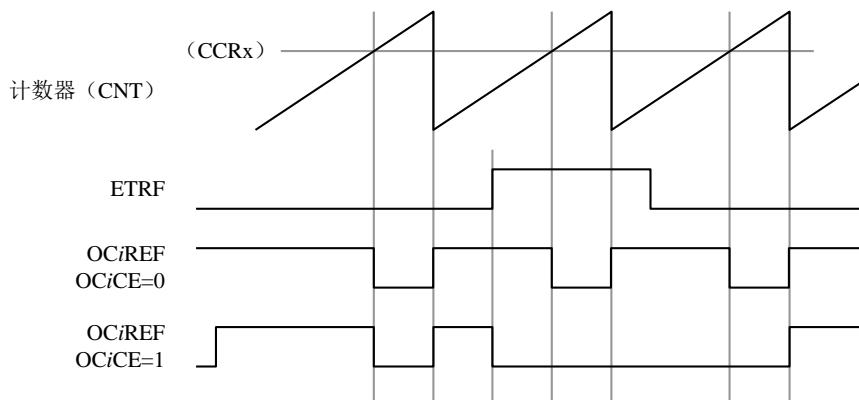 （CCRx）
计数器（CNT）
ETRF
OCiREF
OCiCE=0
OCiREF
OCiCE=1